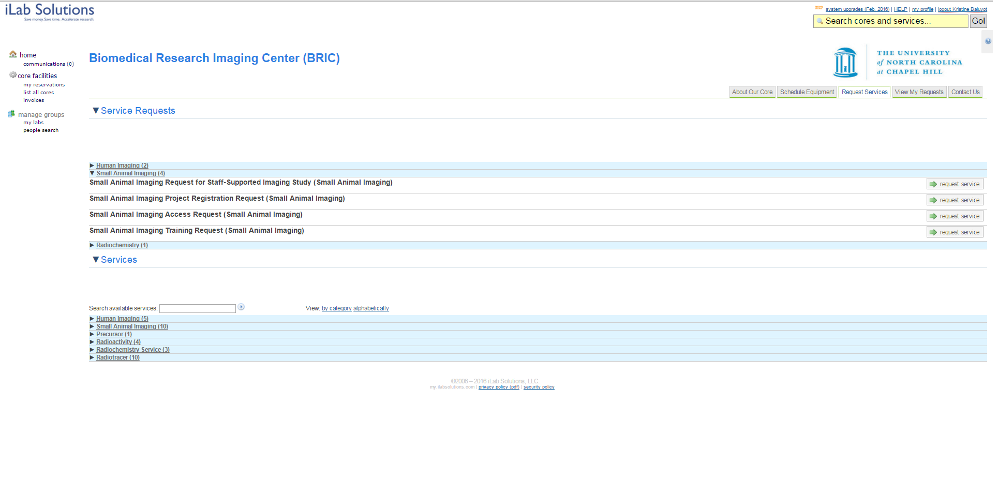 iLab Solutions
Save money. Save time. Accelerate research.
system upgrades (Feb, 2016) | HELP | my profile | logout Kristine Baluyot
Search cores and services... Go!
home
communications (0)
core facilities
my reservations
list all cores
invoices
manage groups
my labs
people search
Biomedical Research Imaging Center (BRIC)
THE UNIVERSITY
of NORTH CAROLINA
at CHAPEL HILL
About Our Core Schedule Equipment Request Services View My Requests Contact Us
Service Requests
Human Imaging (2)
Small Animal Imaging (4)
Small Animal Imaging Request for Staff-Supported Imaging Study (Small Animal Imaging) request service
Small Animal Imaging Project Registration Request (Small Animal Imaging) request service
Small Animal Imaging Access Request (Small Animal Imaging) request service
Small Animal Imaging Training Request (Small Animal Imaging) request service
Radiochemistry (1)
Services
Search available services: View: by category alphabetically
Human Imaging (5)
Small Animal Imaging (10)
Precursor (1)
Radioactivity (4)
Radiochemistry Service (3)
Radiotracer (10)
©2006 – 2016 iLab Solutions, LLC.
my.ilabsolutions.com | privacy policy (pdf) | security policy